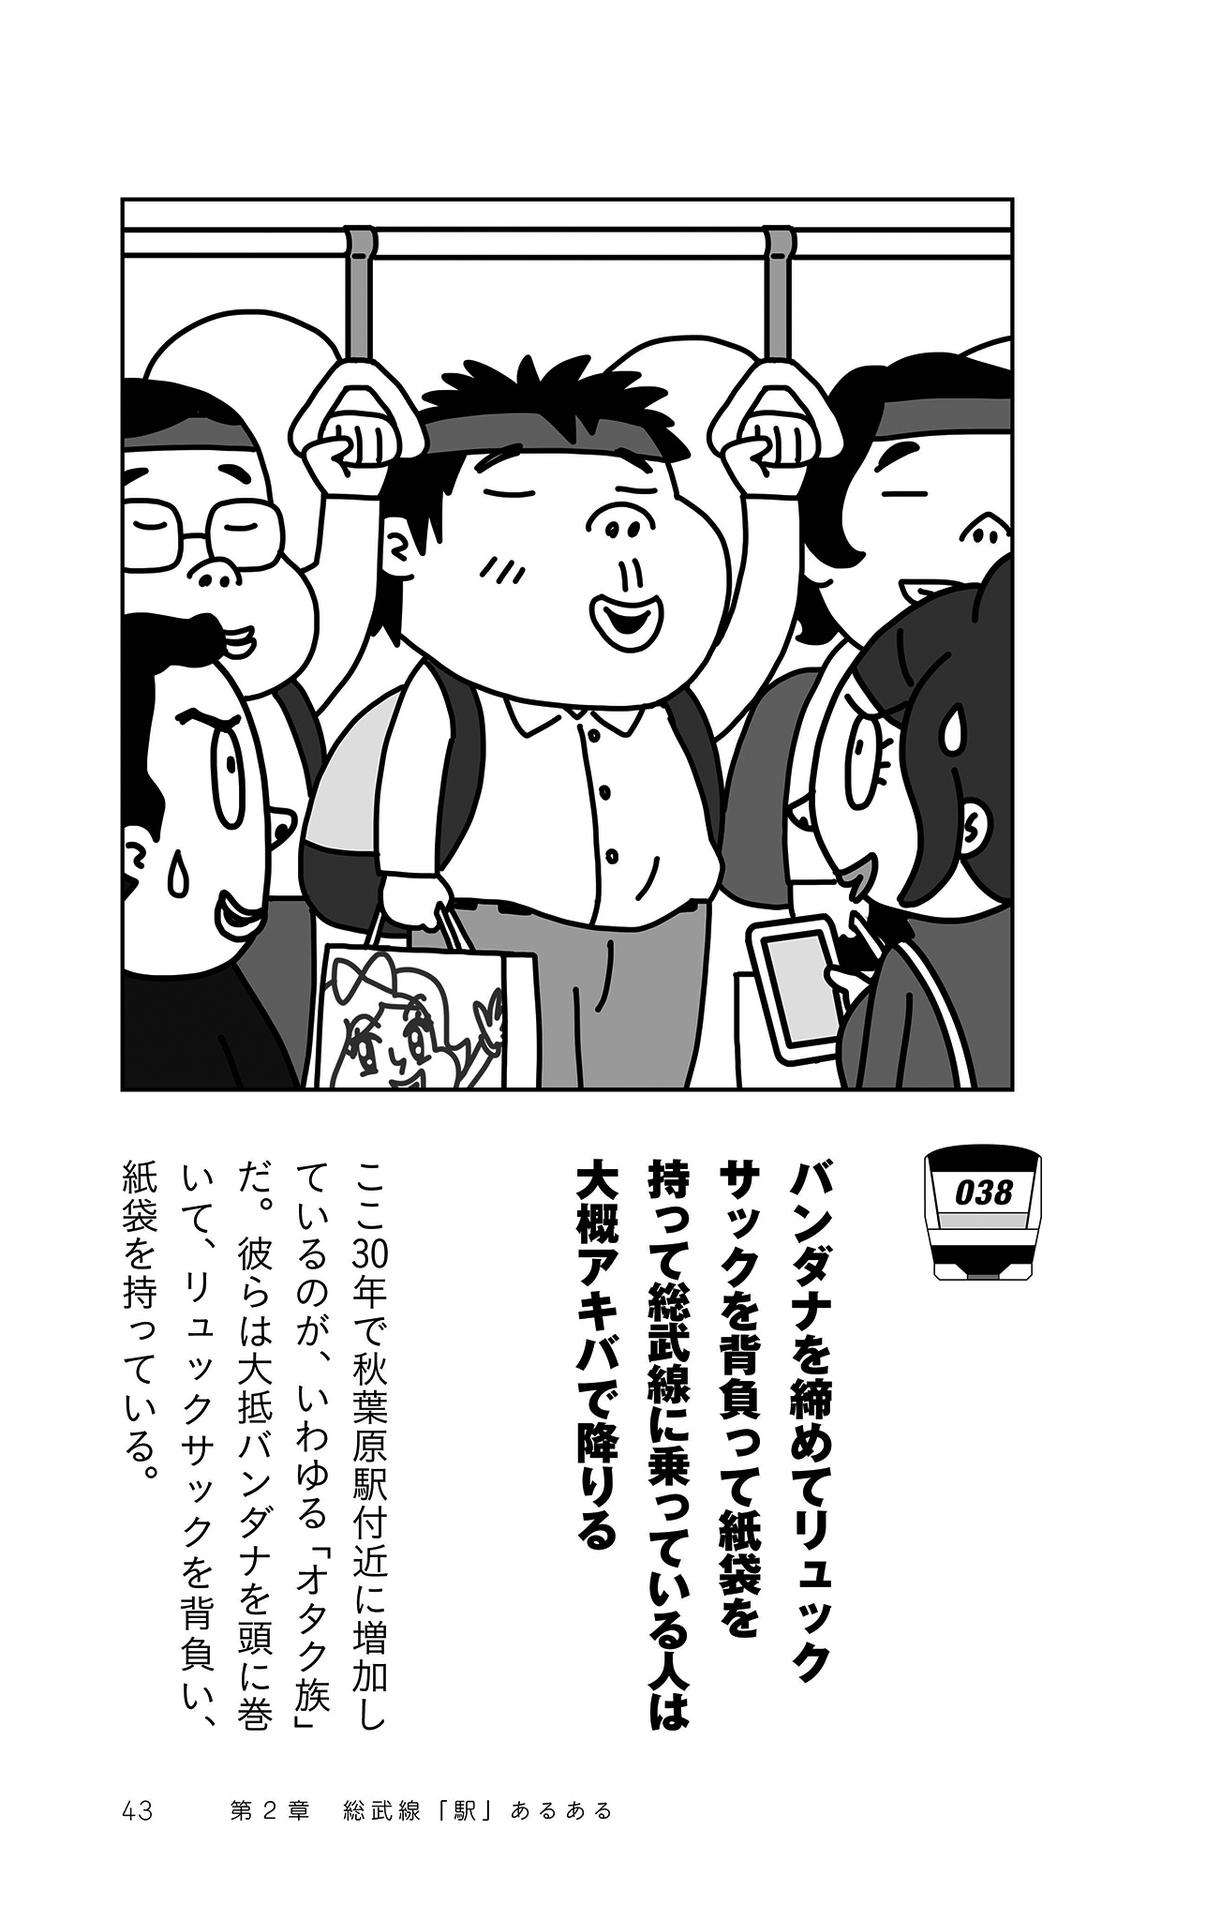 038
バンダナを締めてリュック
サックを背負って紙袋を
持って総武線に乗っている人は
大概アキバで降りる
ここ30年で秋葉原駅付近に増加し
ているのが、いわゆる「オタク族」
だ。彼らは大抵バンダナを頭に巻
いて、リュックサックを背負い、
紙袋を持っている。
43 第2章 総武線「駅」あるある